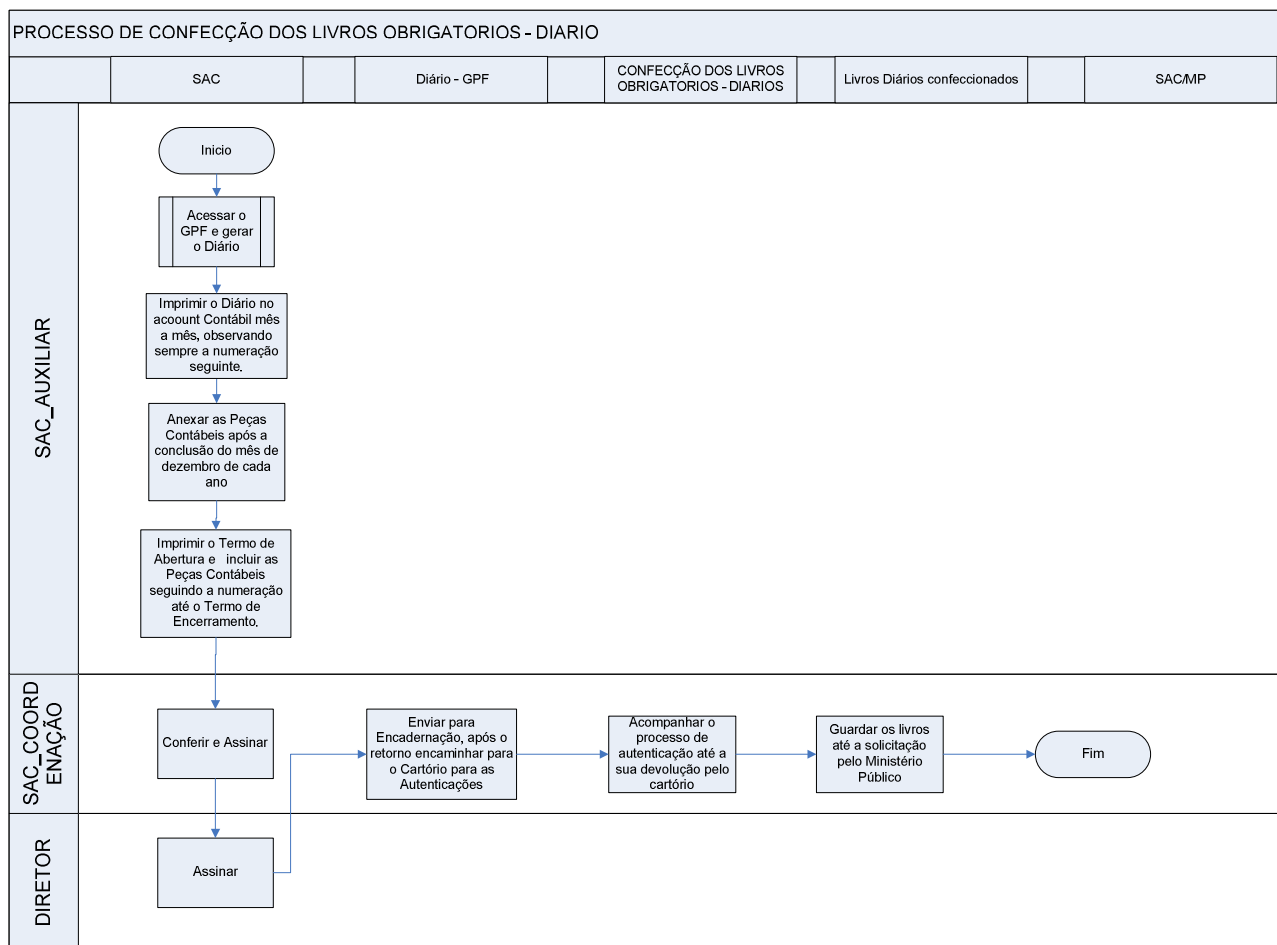 PROCESSO DE CONFECÇÃO DOS LIVROS OBRIGATORIOS - DIARIO
SAC
Diário - GPF
CONFECÇÃO DOS LIVROS
OBRIGATORIOS - DIARIOS
Livros Diários confeccionados
SAC/MP
SAC_AUXILIAR
Inicio
Acessar o
GPF e gerar
o Diário
Imprimir o Diário no
acoount Contábil mês
a mês, observando
sempre a numeração
seguinte.
Anexar as Peças
Contábeis após a
conclusão do mês de
dezembro de cada
ano
Imprimir o Termo de
Abertura e incluir as
Peças Contábeis
seguindo a numeração
até o Termo de
Encerramento.
SAC_COORD
ENAÇÃO
Conferir e Assinar
Enviar para
Encadernação, após o
retorno encaminhar para
o Cartório para as
Autenticações
Acompanhar o
processo de
autenticação até a
sua devolução pelo
cartório
Guardar os livros
até a solicitação
pelo Ministério
Público
Fim
DIRETOR
Assinar